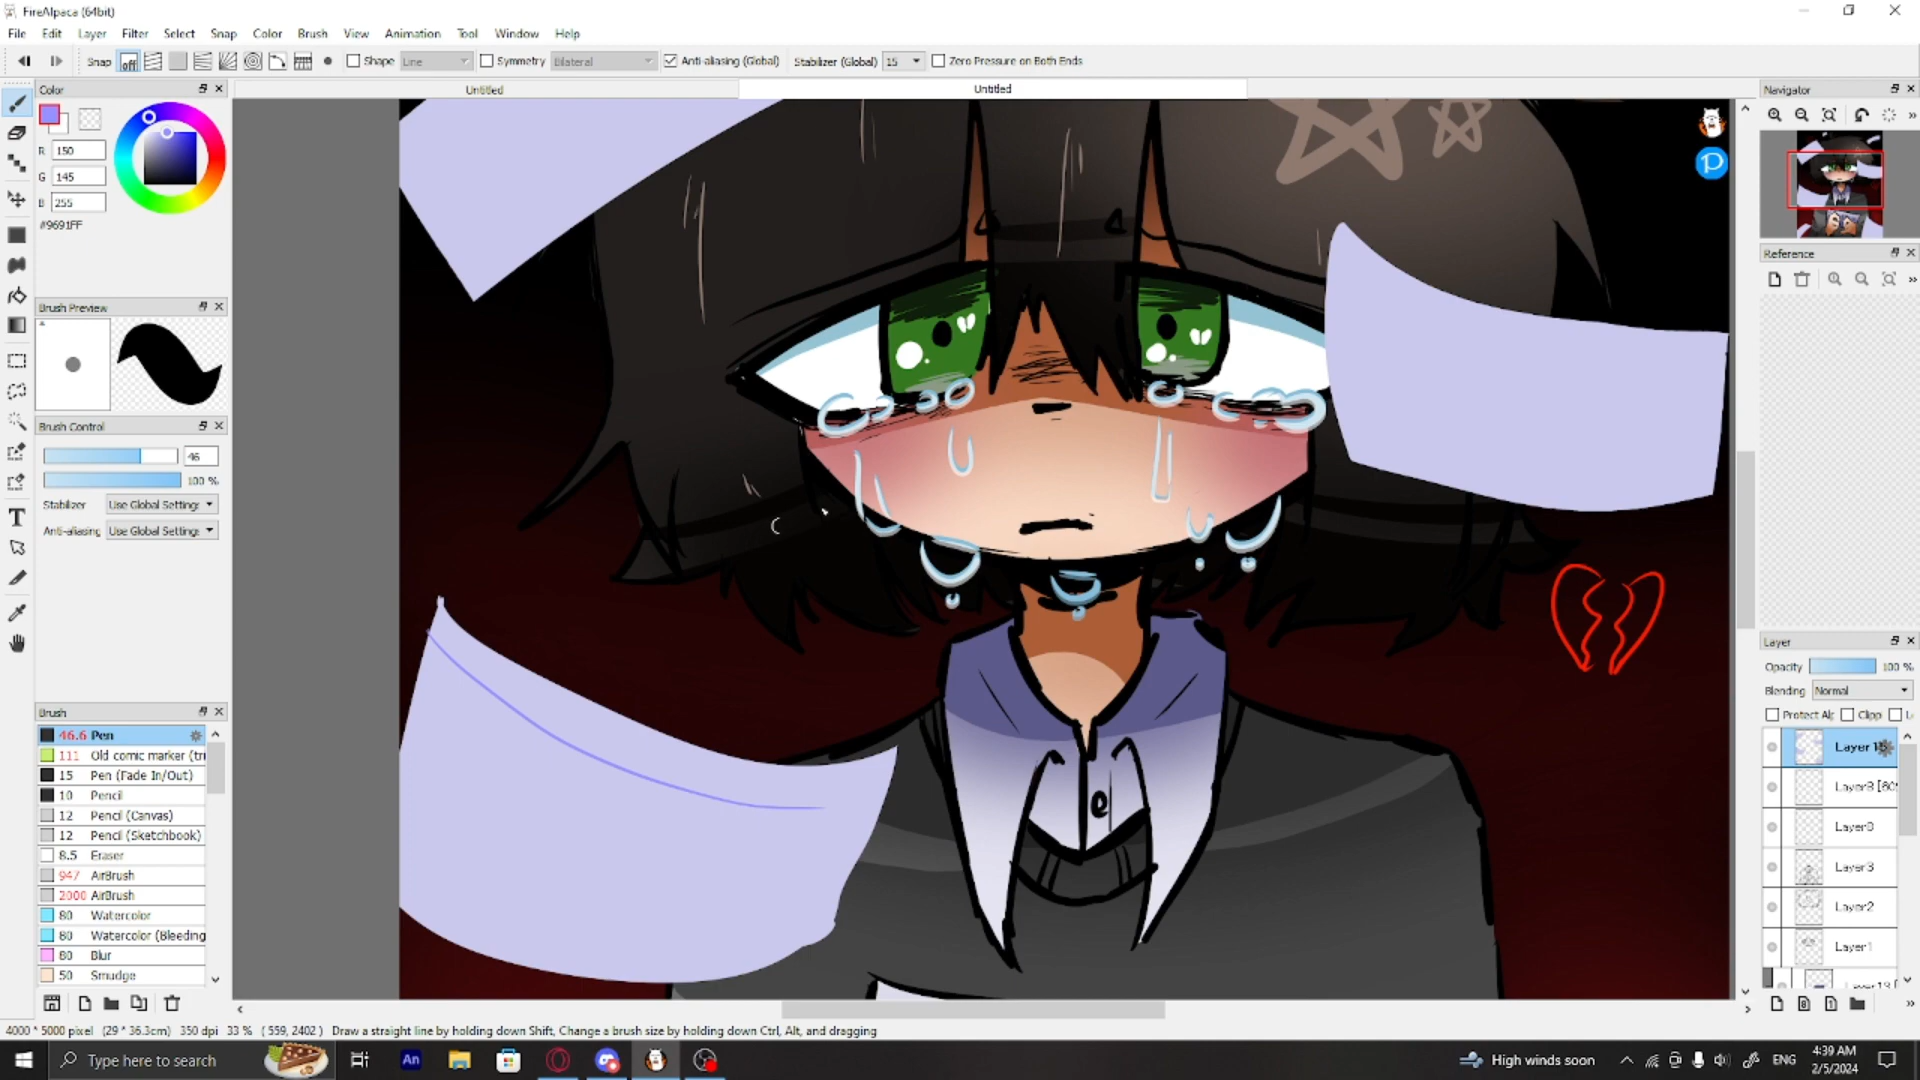 FireAlpaca (64bit)
File Edit Layer Filter Select Snap Color Brush View Animation Tool Window Help
Snap off Shape Line Symmetry Bilateral Anti-aliasing (Global) Stabilizer (Global) 15 Zero Pressure on Both Ends
Color
Untitled
Untitled
Navigator
R 150
G 145
B 255
#9691FF
Reference
Brush Preview
Brush Control
46
100 %
Stabilizer Use Global Setting:
Anti-aliasing Use Global Setting:
Layer
Opacity 100 %
Blending Normal
Protect Alp Clipp
Brush
46.6 Pen
111 Old comic marker (tri
15 Pen (Fade In/Out)
10 Pencil
12 Pencil (Canvas)
12 Pencil (Sketchbook)
8.5 Eraser
947 AirBrush
2000 AirBrush
80 Watercolor
80 Watercolor (Bleeding
80 Blur
50 Smudge
Layer8
Layer3
Layer2
Layer1
4000 * 5000 pixel (29 * 36.3cm) 350 dpi 33 % ( 559, 2402 ) Draw a straight line by holding down Shift, Change a brush size by holding down Ctrl, Alt, and dragging
Type here to search
An
High winds soon
ENG
4:39 AM
2/5/2024